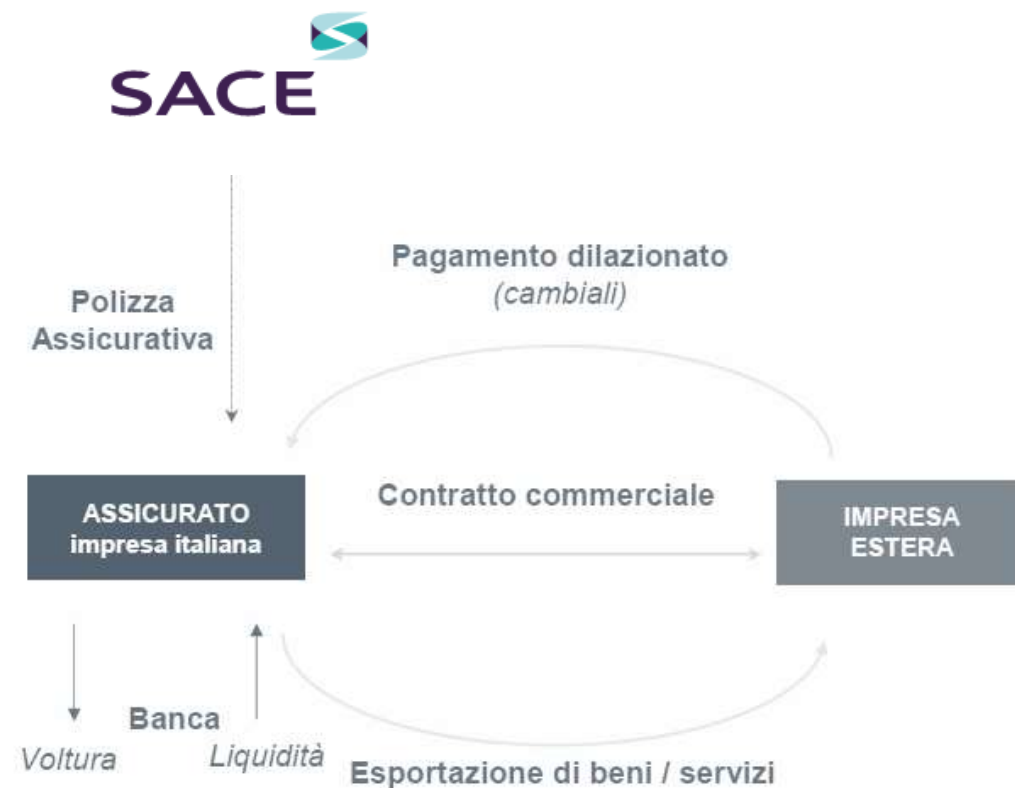 SACE
Pagamento dilazionato
(cambiali)
Polizza
Assicurativa
ASSICURATO
impresa italiana
Contratto commerciale
IMPRESA
ESTERA
Banca
Voltura
Liquidità
Esportazione di beni / servizi